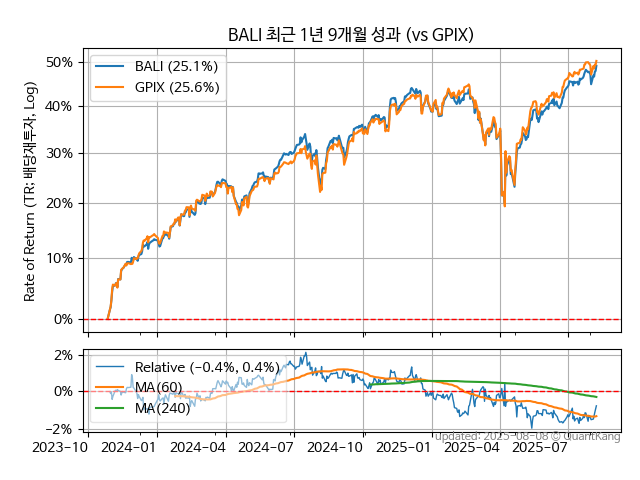 BALI 최근 1년 9개월 성과 (vs GPIX)
Rate of Return (TR: 배당재투자, Log)
50%
40%
30%
20%
10%
0%
BALI (25.1%)
GPIX (25.6%)
2%
0%
−2%
Relative (−0.4%, 0.4%)
MA(60)
MA(240)
updated: 2025-08-08 © QuantKang
2023−10 2024−01 2024−04 2024−07 2024−10 2025−01 2025−04 2025−07